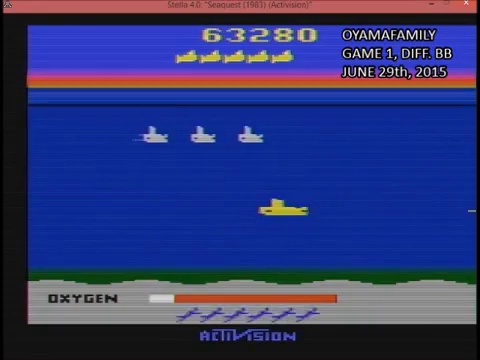 Stella 4.0: "Seaquest (1983) (Activision)"
63280
OYAMAFAMILY
GAME 1, DIFF. BB
JUNE 29th, 2015
OXYGEN
ACTIVISION